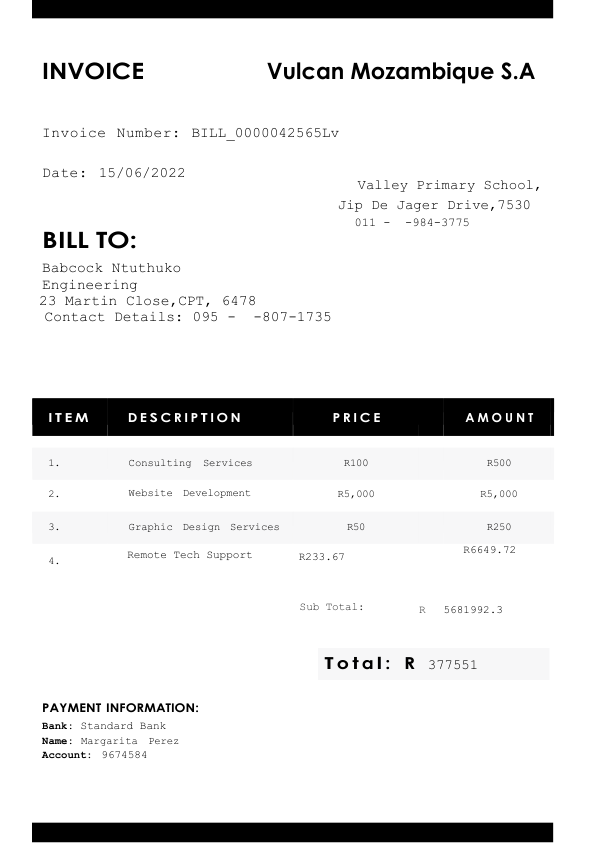 INVOICE Vulcan Mozambique S.A
Invoice Number: BILL_0000042565Lv
Date: 15/06/2022
Valley Primary School,
Jip De Jager Drive,7530
011 - -984-3775
BILL TO:
Babcock Ntuthuko
Engineering
23 Martin Close,CPT, 6478
Contact Details: 095 - -807-1735
ITEM DESCRIPTION PRICE AMOUNT
1. Consulting Services R100 R500
2. Website Development R5,000 R5,000
3. Graphic Design Services R50 R250
4. Remote Tech Support R233.67 R6649.72
Sub Total: R 5681992.3
Total: R 377551
PAYMENT INFORMATION:
Bank: Standard Bank
Name: Margarita Perez
Account: 9674584